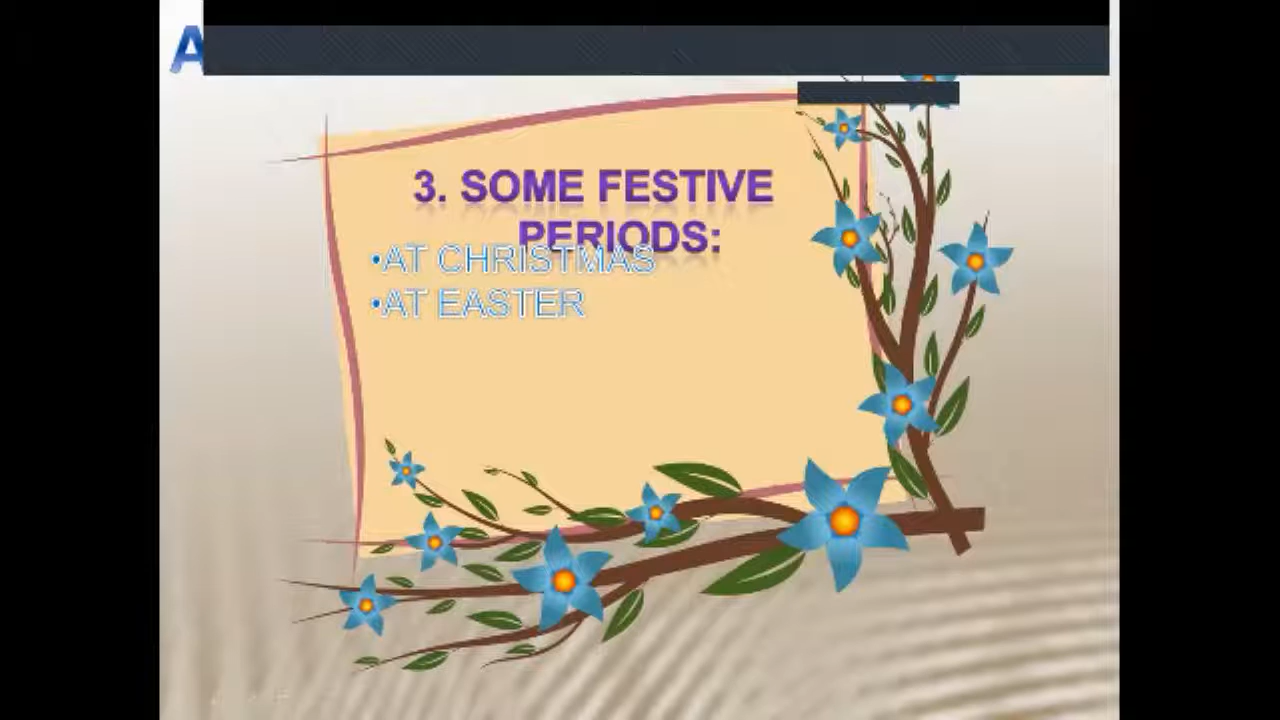 A
3. SOME FESTIVE
PERIODS:
•AT CHRISTMAS
•AT EASTER